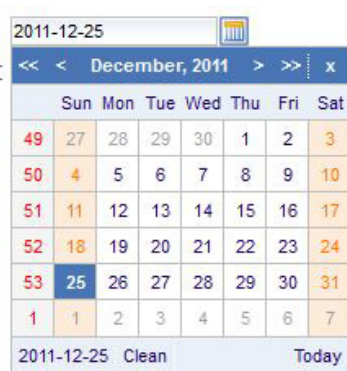 2011-12-25
<< < December, 2011 > >> x
Sun Mon Tue Wed Thu Fri Sat
49 27 28 29 30 1 2 3
50 4 5 6 7 8 9 10
51 11 12 13 14 15 16 17
52 18 19 20 21 22 23 24
53 25 26 27 28 29 30 31
1 1 2 3 4 5 6 7
2011-12-25 Clean Today